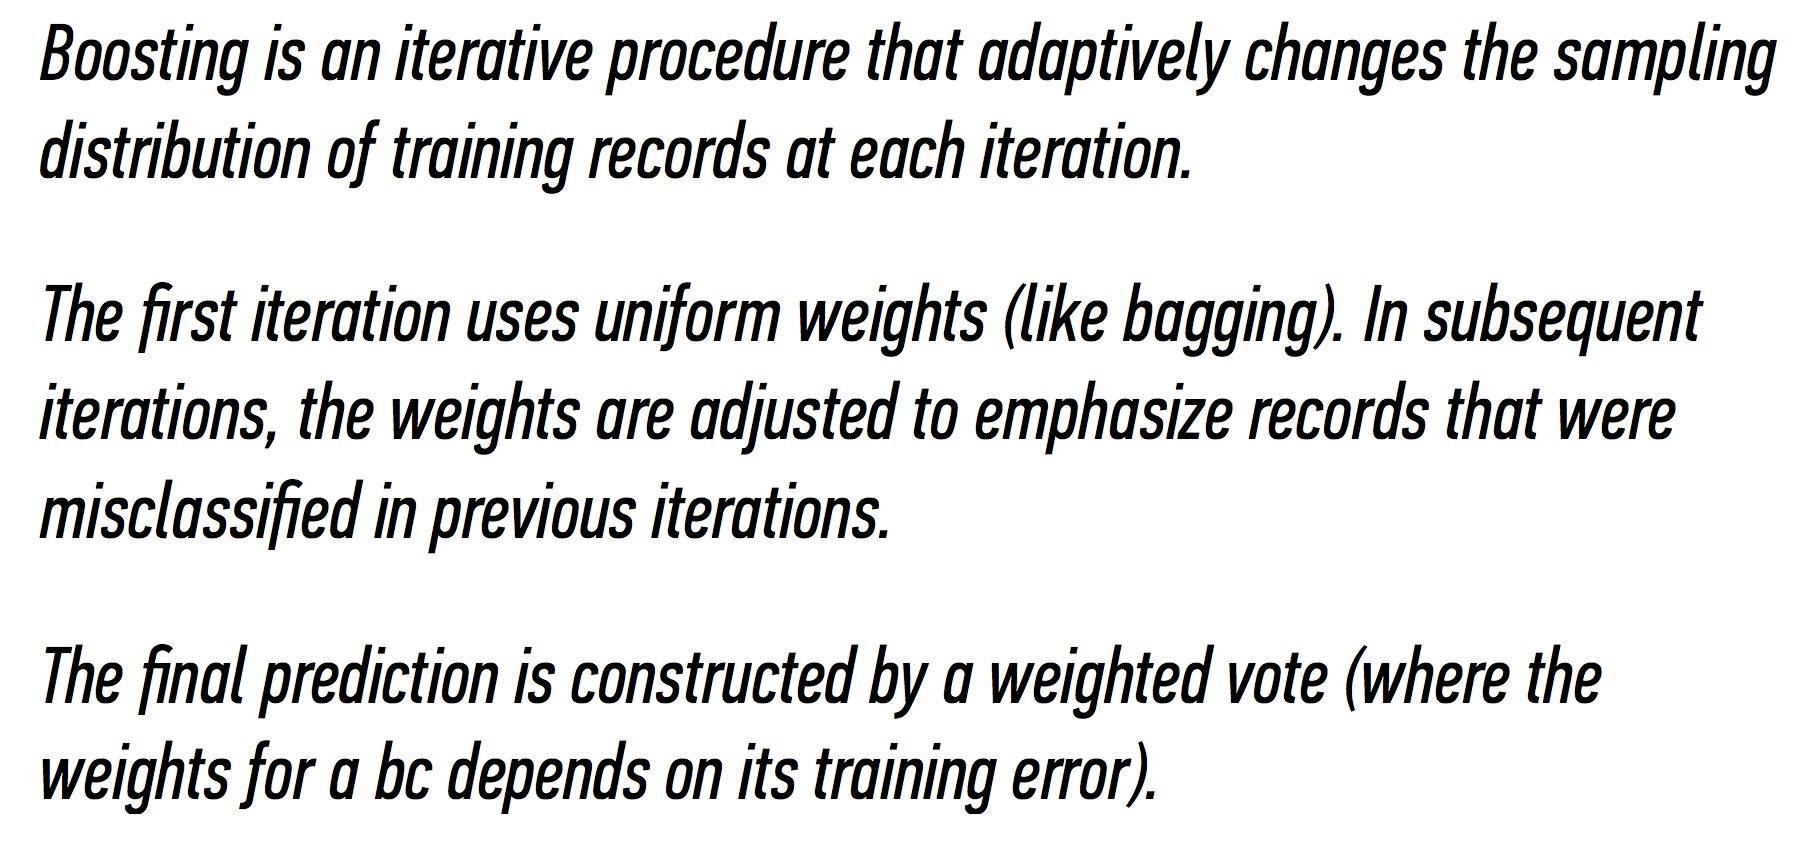 Boosting is an iterative procedure that adaptively changes the sampling
distribution of training records at each iteration.
The first iteration uses uniform weights (like bagging). In subsequent
iterations, the weights are adjusted to emphasize records that were
misclassified in previous iterations.
The final prediction is constructed by a weighted vote (where the
weights for a bc depends on its training error).